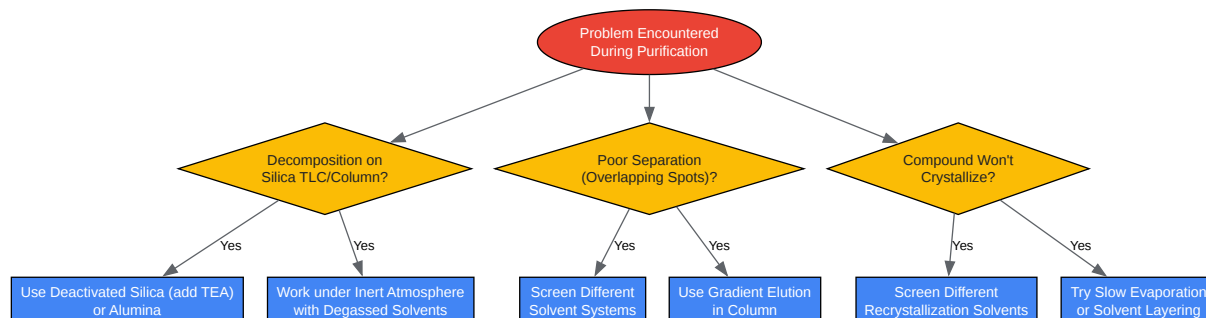 Problem Encountered
During Purification
Decomposition on
Silica TLC/Column?
Poor Separation
(Overlapping Spots)?
Compound Won't
Crystallize?
Yes
Yes
Yes
Yes
Yes
Yes
Use Deactivated Silica (add TEA)
or Alumina
Work under Inert Atmosphere
with Degassed Solvents
Screen Different
Solvent Systems
Use Gradient Elution
in Column
Screen Different
Recrystallization Solvents
Try Slow Evaporation
or Solvent Layering